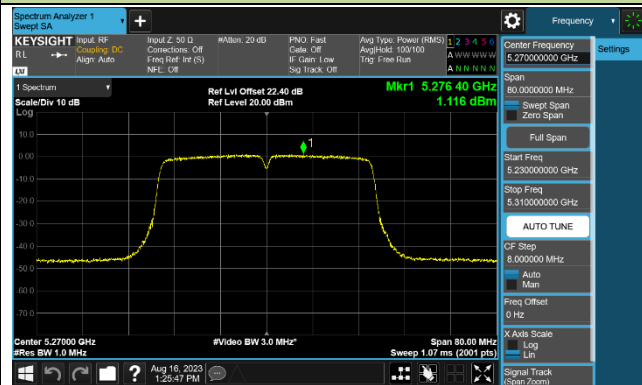 Spectrum Analyzer 1
Swept SA
+
Frequency
KEYSIGHT
RL
Input: RF
Coupling: DC
Align: Auto
Input Z: 50 Ω
Corrections: Off
Freq Ref: Int (S)
NFE: Off
#Atten: 20 dB
PNO: Fast
Gate: Off
IF Gain: Low
Sig Track: Off
Avg Type: Power (RMS)
Avg|Hold: 100/100
Trig: Free Run
1 2 3 4 5 6
A W W W W W
A N N N N N
1 Spectrum
Scale/Div 10 dB
Log
Ref Lvl Offset 22.40 dB
Ref Level 20.00 dBm
Mkr1 5.276 40 GHz
1.116 dBm
1
10.0
0.00
-10.0
-20.0
-30.0
-40.0
-50.0
-60.0
-70.0
Center 5.27000 GHz
#Res BW 1.0 MHz
#Video BW 3.0 MHz*
Span 80.00 MHz
Sweep 1.07 ms (2001 pts)
Aug 16, 2023
1:25:47 PM
Center Frequency
5.270000000 GHz
Span
80.0000000 MHz
Swept Span
Zero Span
Full Span
Start Freq
5.230000000 GHz
Stop Freq
5.310000000 GHz
AUTO TUNE
CF Step
8.000000 MHz
Auto
Man
Freq Offset
0 Hz
X Axis Scale
Log
Lin
Signal Track
(Span Zoom)
Settings